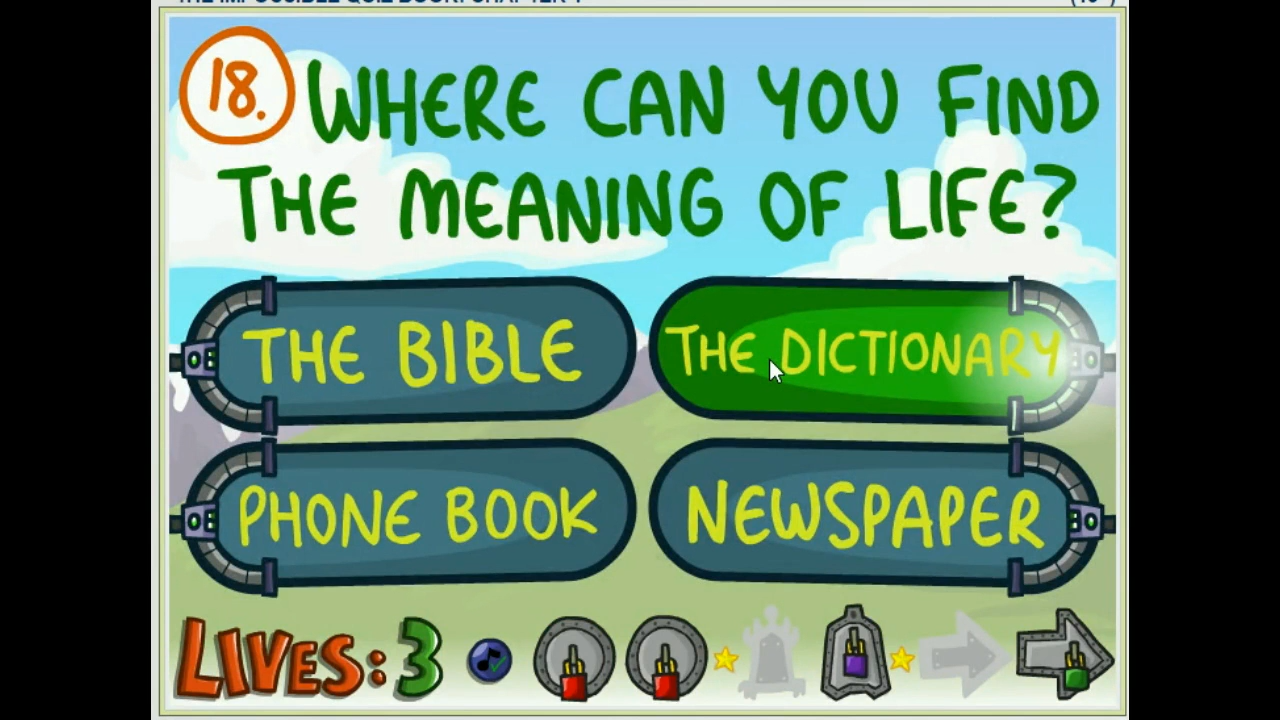 18. WHERE CAN YOU FIND
THE MEANING OF LIFE?
THE BIBLE
THE DICTIONARY
PHONE BOOK
NEWSPAPER
LIVES: 3